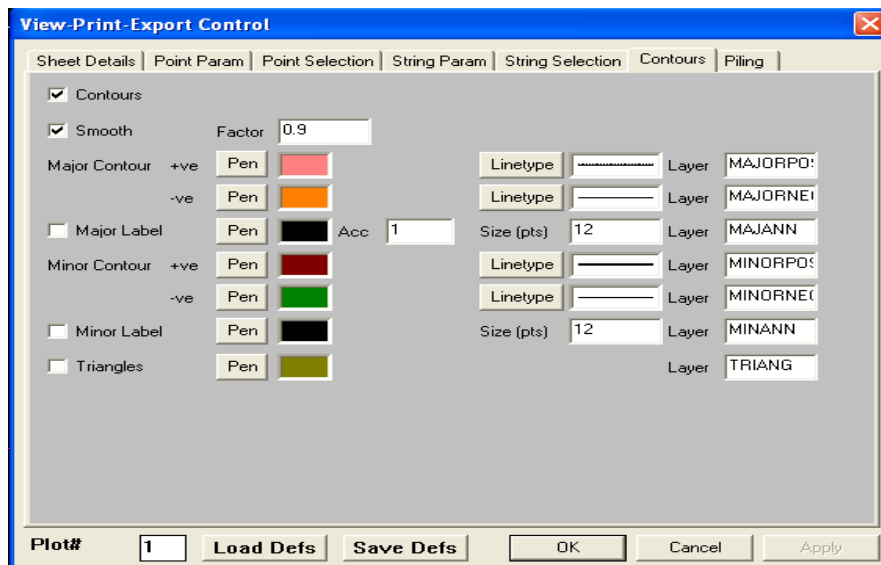 View-Print-Export Control
Sheet Details Point Param Point Selection String Param String Selection Contours Piling
Contours
Smooth Factor 0.9
Major Contour +ve Pen Linetype Layer MAJORPOS
-ve Pen Linetype Layer MAJORNE
Major Label Pen Acc 1 Size (pts) 12 Layer MAJANN
Minor Contour +ve Pen Linetype Layer MINORPOS
-ve Pen Linetype Layer MINORNE
Minor Label Pen Size (pts) 12 Layer MINANN
Triangles Pen Layer TRIANG
Plot# 1 Load Defs Save Defs OK Cancel Apply